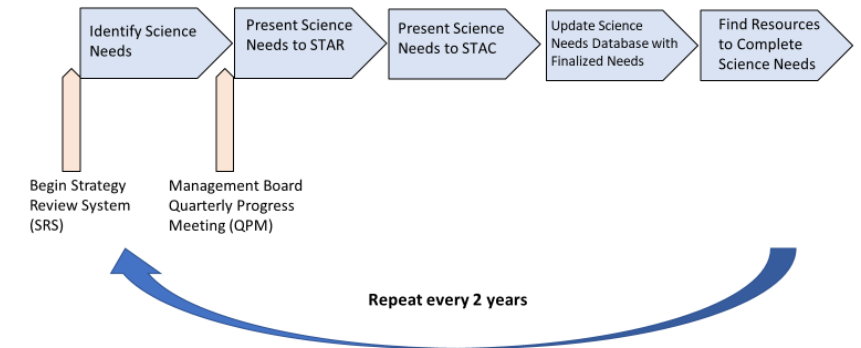 Identify Science
Needs
Present Science
Needs to STAR
Present Science
Needs to STAC
Update Science
Needs Database with
Finalized Needs
Find Resources
to Complete
Science Needs
Begin Strategy
Review System
(SRS)
Management Board
Quarterly Progress
Meeting (QPM)
Repeat every 2 years